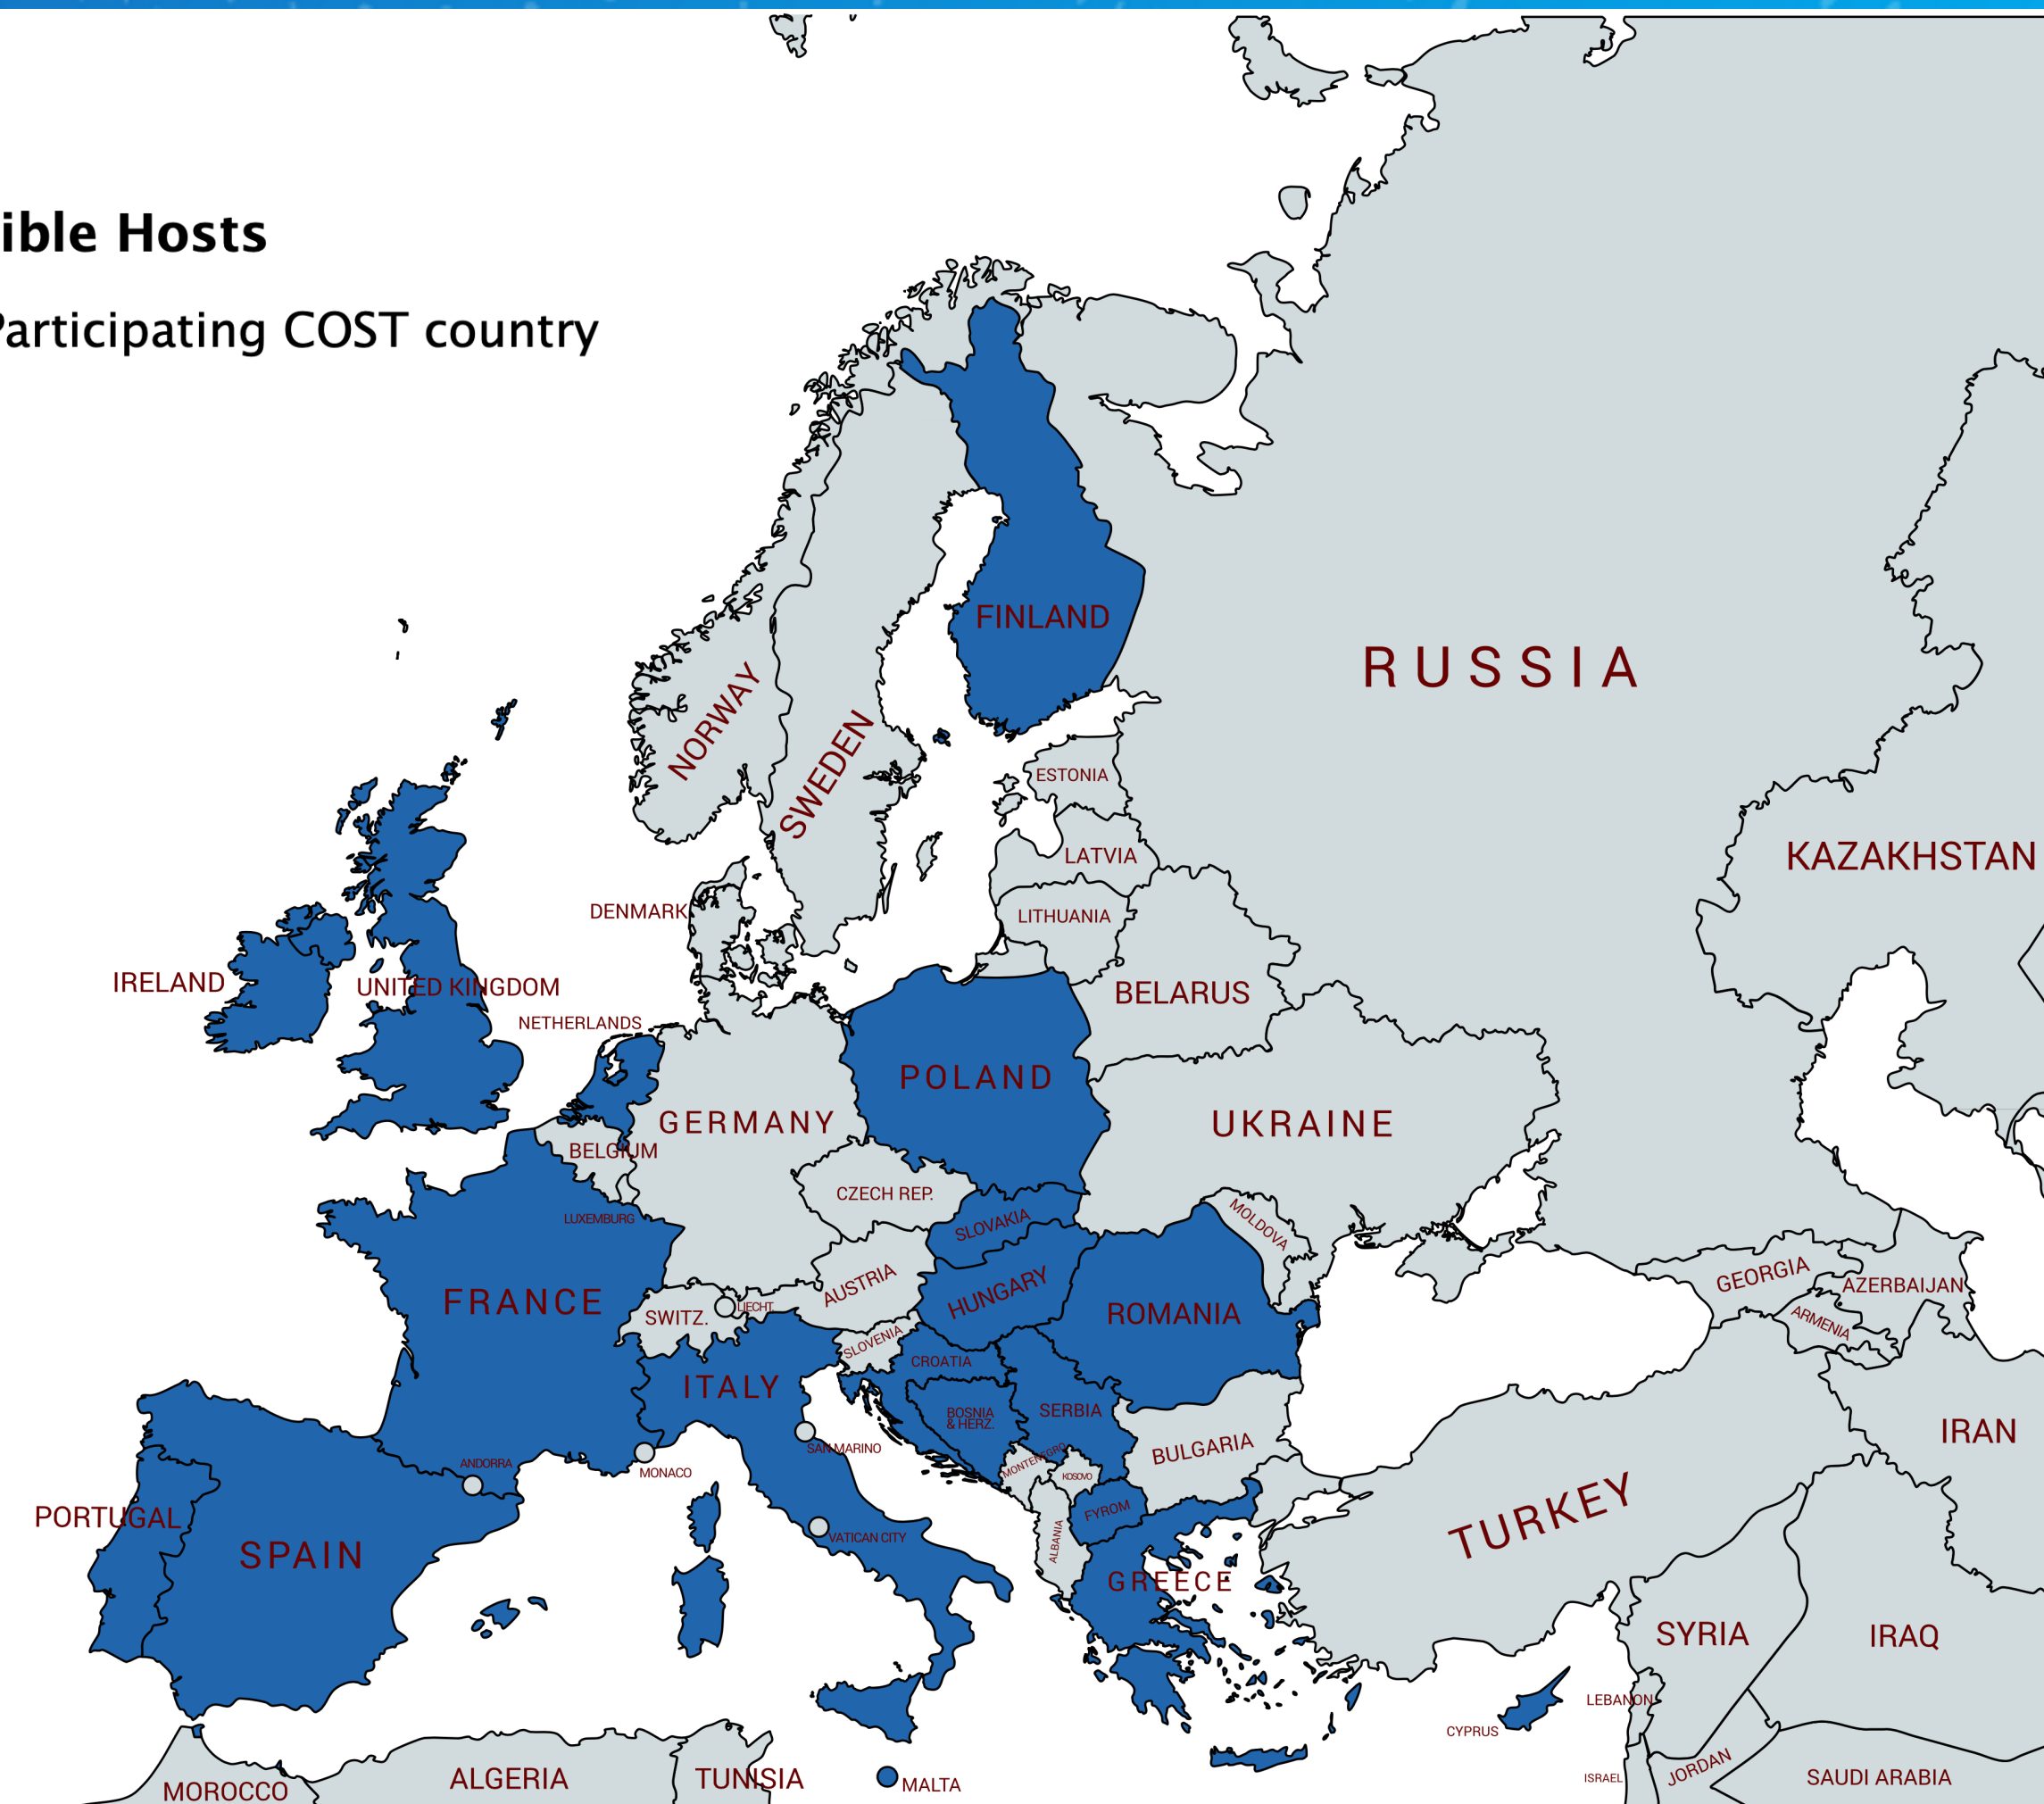 ible Hosts
Participating COST country
FINLAND
RUSSIA
NORWAY
SWEDEN
ESTONIA
KAZAKHSTAN
LATVIA
DENMARK
LITHUANIA
IRELAND
UNITED KINGDOM
BELARUS
NETHERLANDS
POLAND
GERMANY
UKRAINE
BELGIUM
CZECH REP.
LUXEMBURG
SLOVAKIA
MOLDOVA
FRANCE
AUSTRIA
HUNGARY
GEORGIA
AZERBAIJAN
LIECHT.
SWITZ.
ROMANIA
ARMENIA
SLOVENIA
CROATIA
ITALY
BOSNIA
& HERZ.
SERBIA
IRAN
SAN MARINO
BULGARIA
MONTENEGRO
ANDORRA
MONACO
KOSOVO
PORTUGAL
FYROM
TURKEY
VATICAN CITY
ALBANIA
SPAIN
GREECE
SYRIA
IRAQ
LEBANON
CYPRUS
MOROCCO
ALGERIA
TUNISIA
MALTA
ISRAEL
JORDAN
SAUDI ARABIA